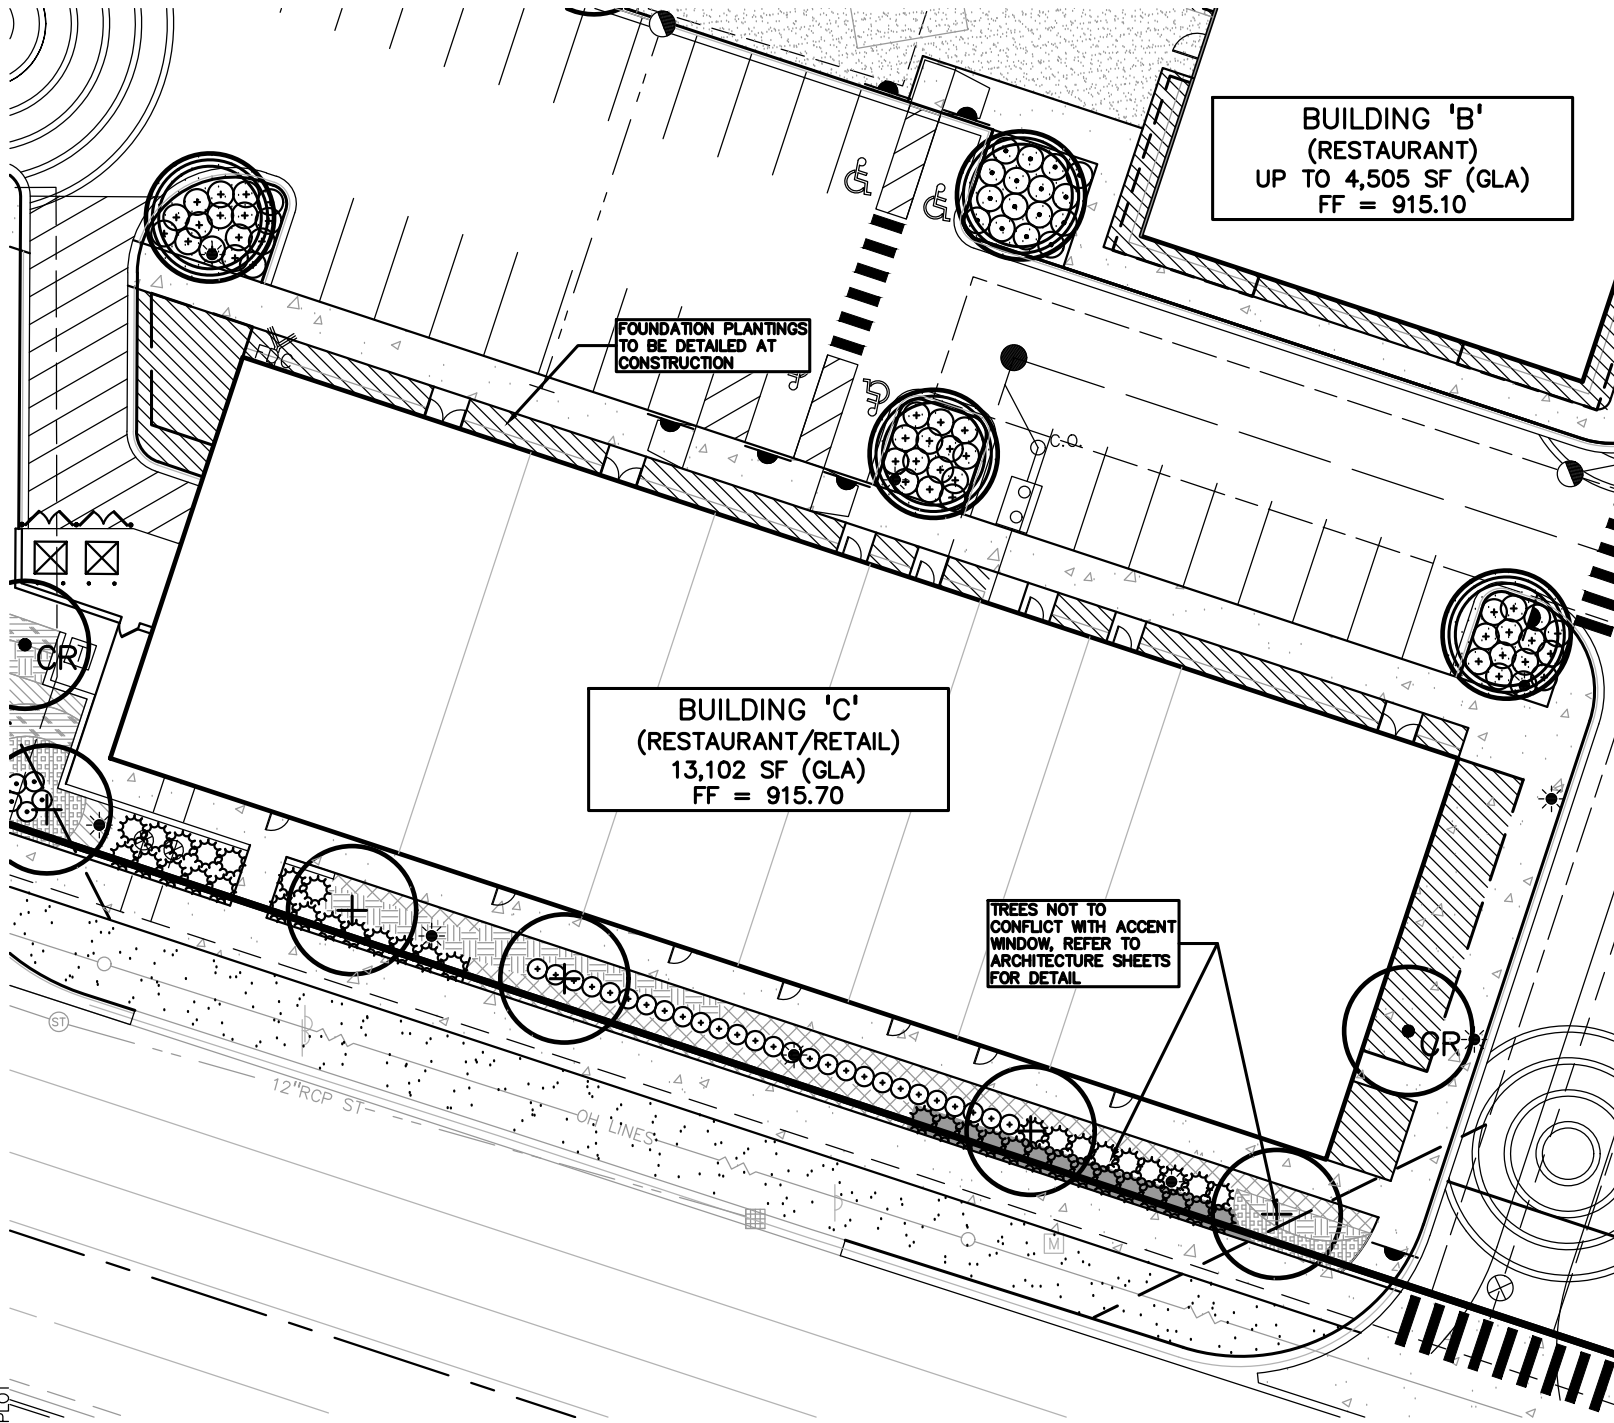 BUILDING 'B'
(RESTAURANT)
UP TO 4,505 SF (GLA)
FF = 915.10
FOUNDATION PLANTINGS
TO BE DETAILED AT
CONSTRUCTION
FDC
C.O.
CR
BUILDING 'C'
(RESTAURANT/RETAIL)
13,102 SF (GLA)
FF = 915.70
TREES NOT TO
CONFLICT WITH ACCENT
WINDOW, REFER TO
ARCHITECTURE SHEETS
FOR DETAIL
CR
ST
12"RCP ST
OH LINES
M
PLOT